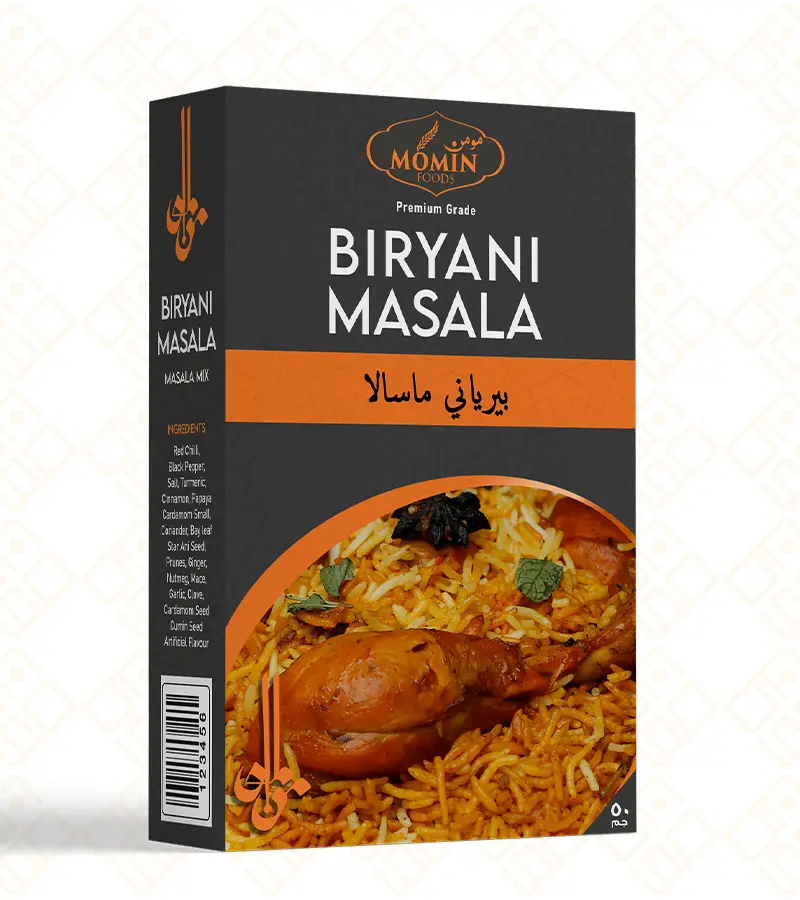 مومن
MOMIN
FOODS
Premium Grade
BIRYANI
MASALA
بيرياني ماسالا
٥٠
جم
BIRYANI
MASALA
MASALA MIX
INGREDIENTS
Red Chilli,
Black Pepper,
Salt, Turmeric,
Cinnamon, Papaya
Cardamom Small,
Coriander, Bay leaf
Star Ani Seed,
Prunes, Ginger,
Nutmeg, Mace,
Garlic, Clove,
Cardamom Seed
Cumin Seed
Artificial Flavour
123456